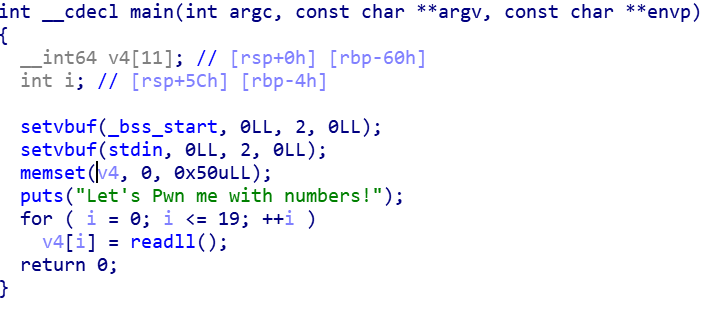 int __cdecl main(int argc, const char **argv, const char **envp)
{
  __int64 v4[11]; // [rsp+0h] [rbp-60h]
  int i; // [rsp+5Ch] [rbp-4h]

  setvbuf(_bss_start, 0LL, 2, 0LL);
  setvbuf(stdin, 0LL, 2, 0LL);
  memset(v4, 0, 0x50uLL);
  puts("Let's Pwn me with numbers!");
  for ( i = 0; i <= 19; ++i )
    v4[i] = readll();
  return 0;
}